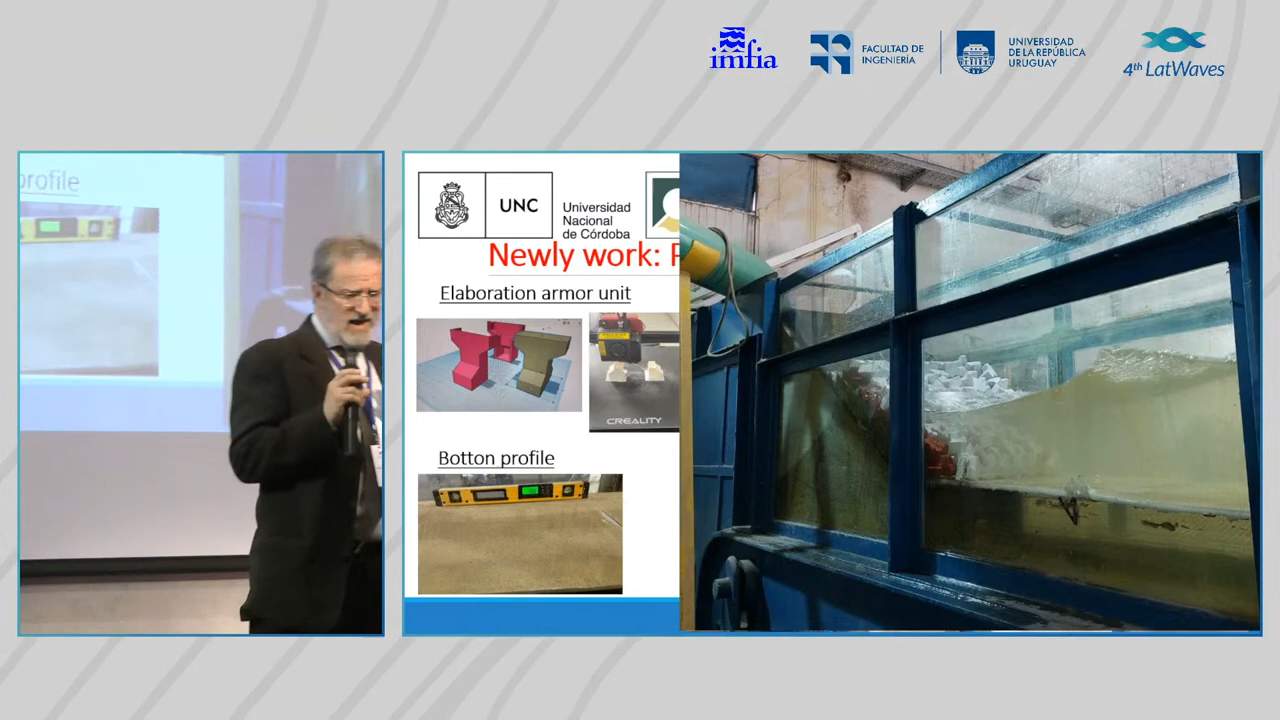 imfia
FACULTAD DE
INGENIERÍA
UNIVERSIDAD
DE LA REPÚBLICA
URUGUAY
4th LatWaves
profile
UNC
Universidad
Nacional
de Córdoba
Newly work:
Elaboration armor unit
CREALITY
Botton profile